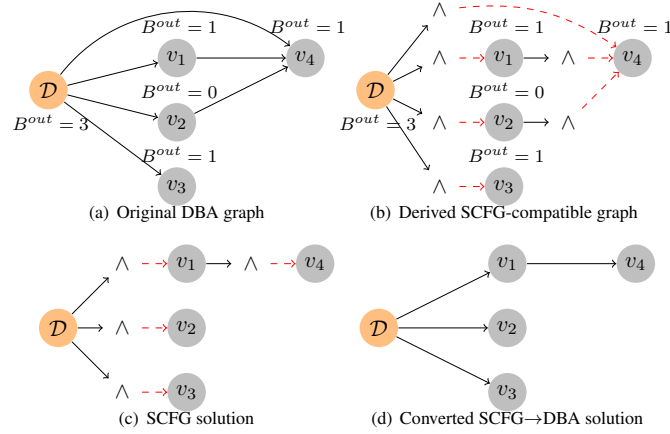 ∧
B^{out} = 1 B^{out} = 1 B^{out} = 1 B^{out} = 1
v_1 v_4 ∧ v_1 ∧ v_4
𝒟 B^{out} = 0 𝒟 B^{out} = 0
B^{out} = 3 v_2 B^{out} = 3 ∧ v_2 ∧
B^{out} = 1 B^{out} = 1
v_3 ∧ v_3
(a) Original DBA graph (b) Derived SCFG-compatible graph
∧ v_1 ∧ v_4 v_1 v_4
𝒟 ∧ v_2 𝒟 v_2
∧ v_3 v_3
(c) SCFG solution (d) Converted SCFG→DBA solution